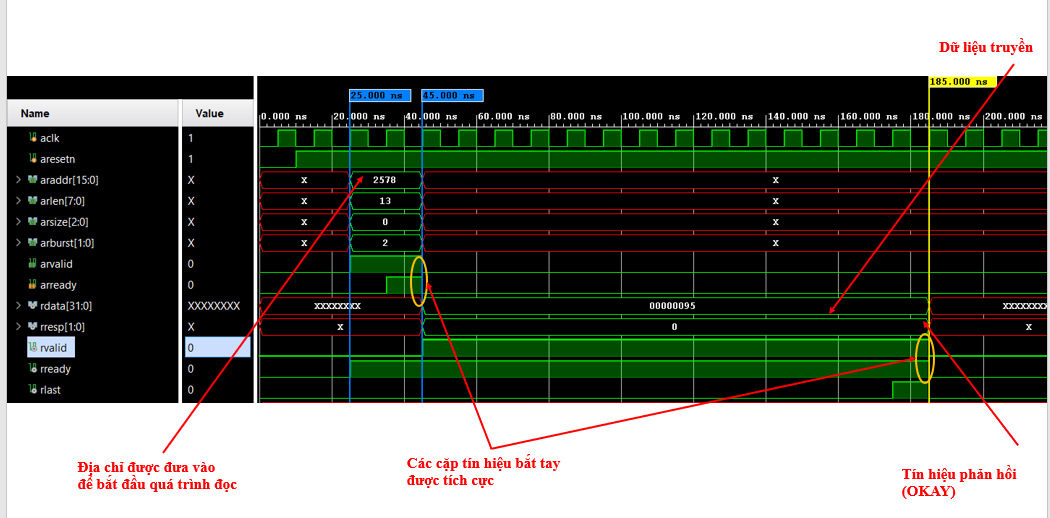 Dữ liệu truyền
185.000 ns
25.000 ns
45.000 ns
Name
Value
0.000 ns
20.000 ns
40.000 ns
60.000 ns
80.000 ns
100.000 ns
120.000 ns
140.000 ns
160.000 ns
180.000 ns
200.000 ns
aclk
1
aresetn
1
araddr[15:0]
X
X
2578
X
arlen[7:0]
X
X
13
X
arsize[2:0]
X
X
0
X
arburst[1:0]
X
X
2
X
arvalid
0
arready
0
rdata[31:0]
XXXXXXXX
XXXXXXXX
00000095
XXXXXXX
rresp[1:0]
X
X
0
X
rvalid
0
rready
0
rlast
0
Địa chỉ được đưa vào
để bắt đầu quá trình đọc
Các cặp tín hiệu bắt tay
được tích cực
Tín hiệu phản hồi
(OKAY)